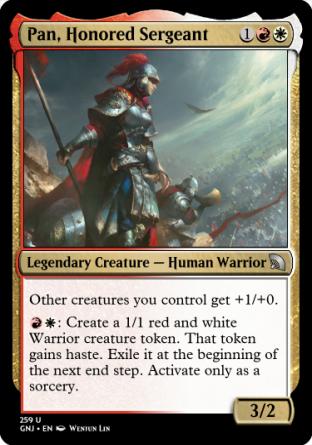 Pan, Honored Sergeant 1
Legendary Creature — Human Warrior
Other creatures you control get +1/+0.
: Create a 1/1 red and white
Warrior creature token. That token
gains haste. Exile it at the beginning of
the next end step. Activate only as a
sorcery.
3/2
259 U
GNJ • EN Wenjun Lin